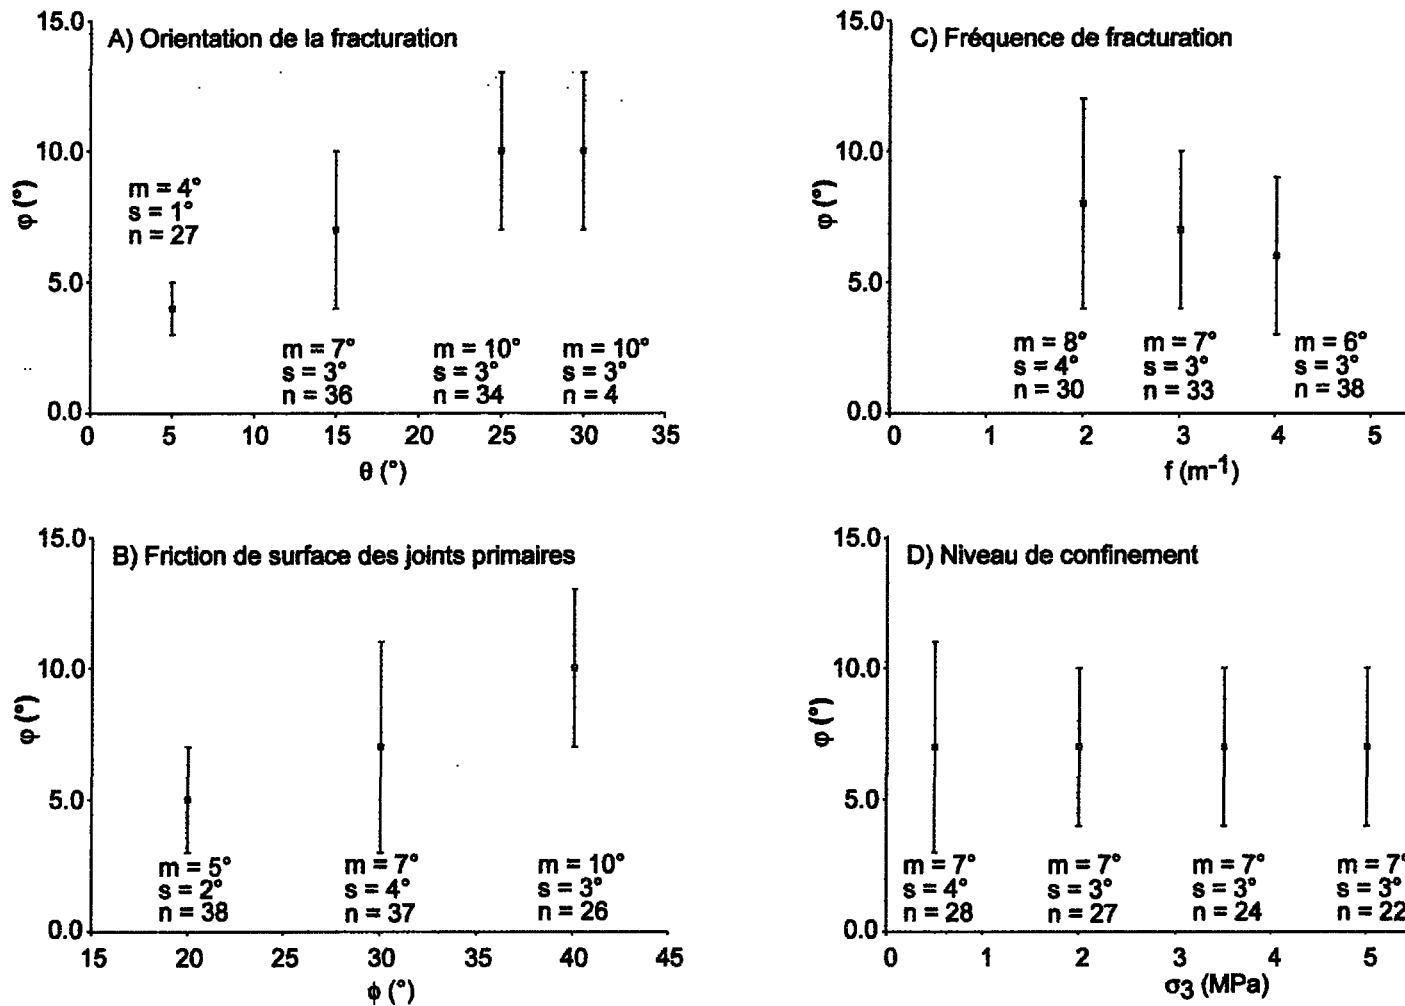 A) Orientation de la fracturation
15.0
10.0
5.0
0.0
φ (°)
m = 4°
s = 1°
n = 27
m = 7°
s = 3°
n = 36
m = 10°
s = 3°
n = 34
m = 10°
s = 3°
n = 4
0 5 10 15 20 25 30 35
θ (°)
C) Fréquence de fracturation
15.0
10.0
5.0
0.0
φ (°)
m = 8°
s = 4°
n = 30
m = 7°
s = 3°
n = 33
m = 6°
s = 3°
n = 38
0 1 2 3 4 5
f (m-1)
B) Friction de surface des joints primaires
15.0
10.0
5.0
0.0
φ (°)
m = 5°
s = 2°
n = 38
m = 7°
s = 4°
n = 37
m = 10°
s = 3°
n = 26
15 20 25 30 35 40 45
ϕ (°)
D) Niveau de confinement
15.0
10.0
5.0
0.0
φ (°)
m = 7°
s = 4°
n = 28
m = 7°
s = 3°
n = 27
m = 7°
s = 3°
n = 24
m = 7°
s = 3°
n = 22
0 1 2 3 4 5
σ3 (MPa)